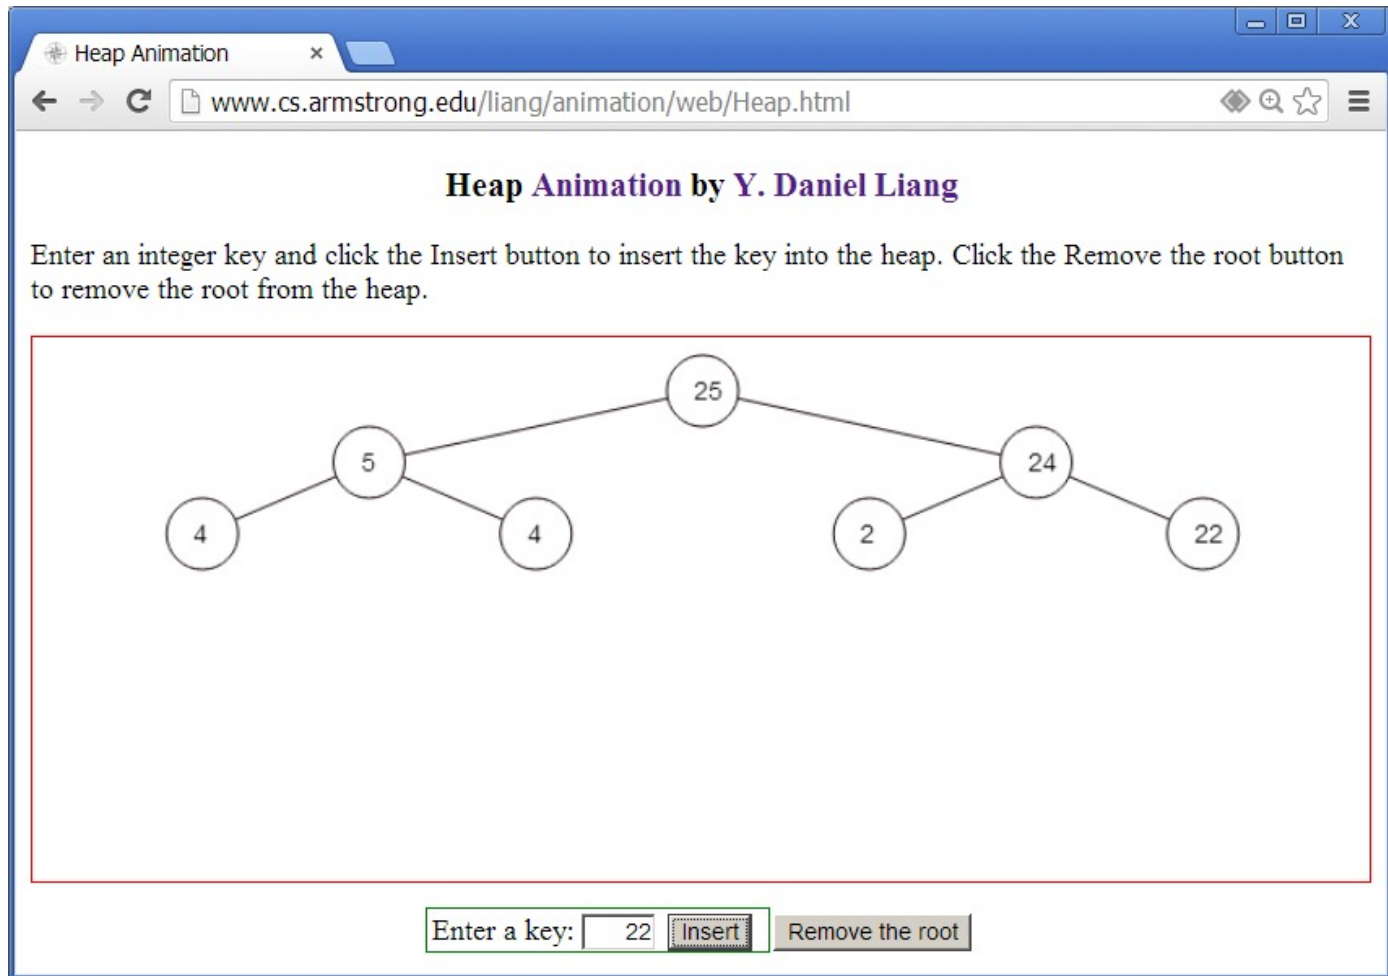 Heap Animation
www.cs.armstrong.edu/liang/animation/web/Heap.html
Heap Animation by Y. Daniel Liang
Enter an integer key and click the Insert button to insert the key into the heap. Click the Remove the root button
to remove the root from the heap.
25
5 24
4 4 2 22
Enter a key: 22 Insert Remove the root